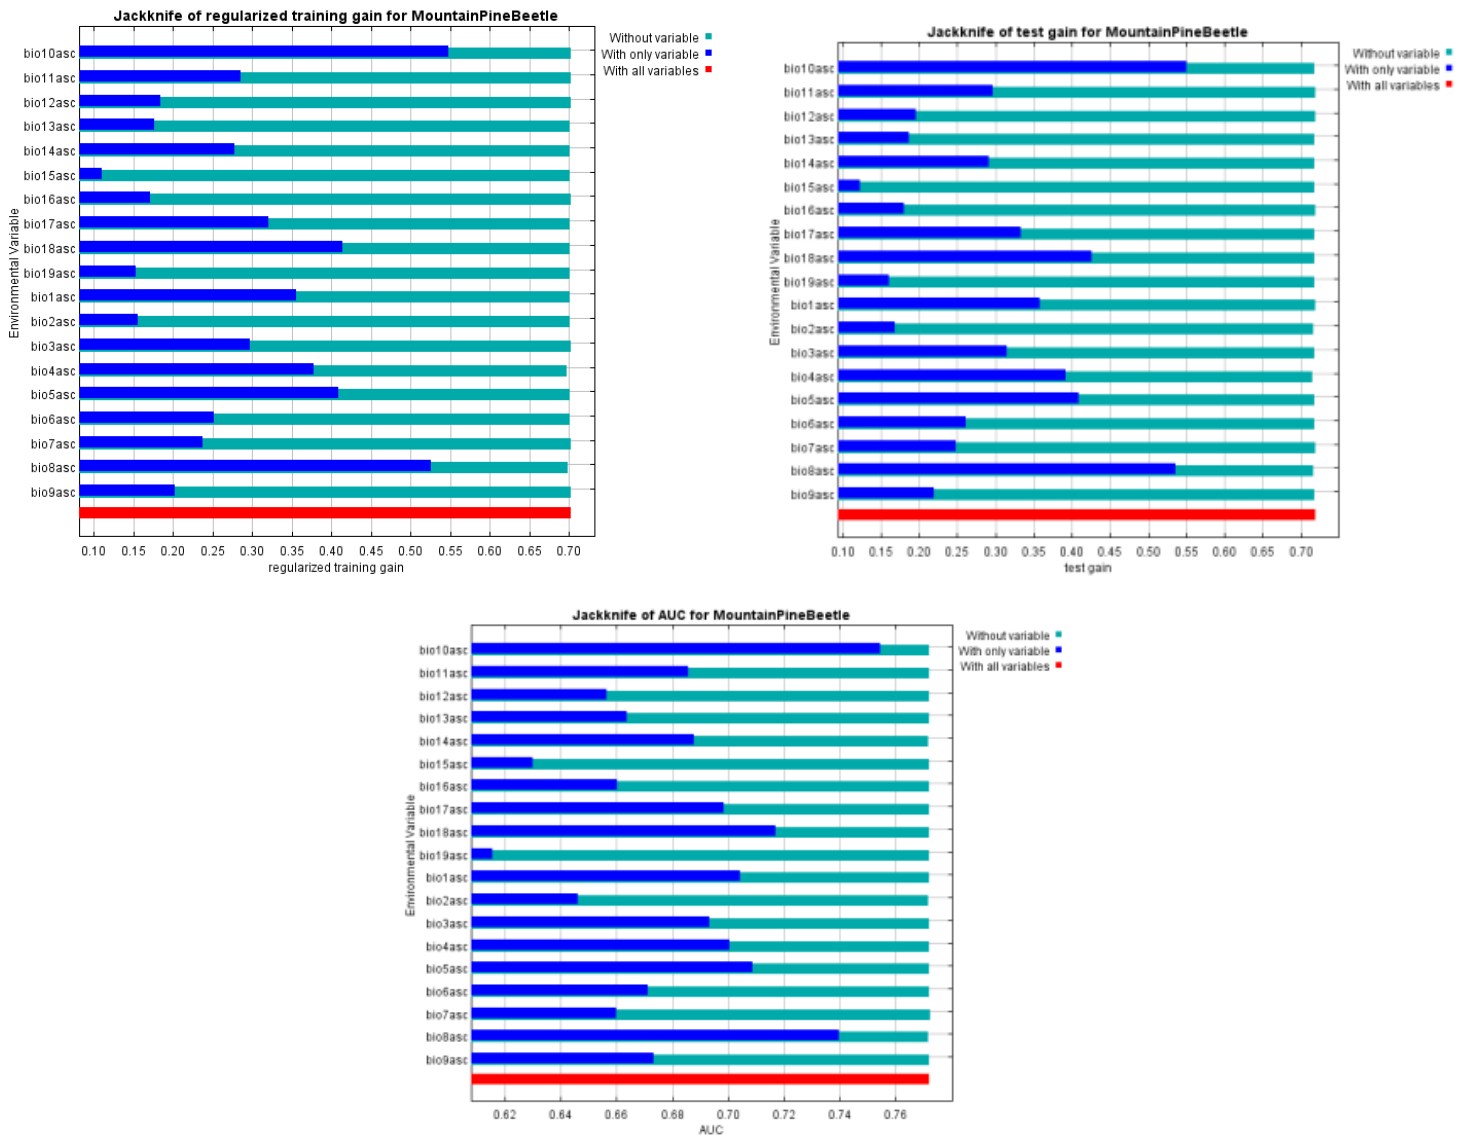 Jackknife of regularized training gain for MountainPineBeetle
Without variable
With only variable
With all variables
Environmental Variable
bio10asc
bio11asc
bio12asc
bio13asc
bio14asc
bio15asc
bio16asc
bio17asc
bio18asc
bio19asc
bio1asc
bio2asc
bio3asc
bio4asc
bio5asc
bio6asc
bio7asc
bio8asc
bio9asc
0.10 0.15 0.20 0.25 0.30 0.35 0.40 0.45 0.50 0.55 0.60 0.65 0.70
regularized training gain
Jackknife of test gain for MountainPineBeetle
Without variable
With only variable
With all variables
Environmental Variable
bio10asc
bio11asc
bio12asc
bio13asc
bio14asc
bio15asc
bio16asc
bio17asc
bio18asc
bio19asc
bio1asc
bio2asc
bio3asc
bio4asc
bio5asc
bio6asc
bio7asc
bio8asc
bio9asc
0.10 0.15 0.20 0.25 0.30 0.35 0.40 0.45 0.50 0.55 0.60 0.65 0.70
test gain
Jackknife of AUC for MountainPineBeetle
Without variable
With only variable
With all variables
Environmental Variable
bio10asc
bio11asc
bio12asc
bio13asc
bio14asc
bio15asc
bio16asc
bio17asc
bio18asc
bio19asc
bio1asc
bio2asc
bio3asc
bio4asc
bio5asc
bio6asc
bio7asc
bio8asc
bio9asc
0.62 0.64 0.66 0.68 0.70 0.72 0.74 0.76
AUC